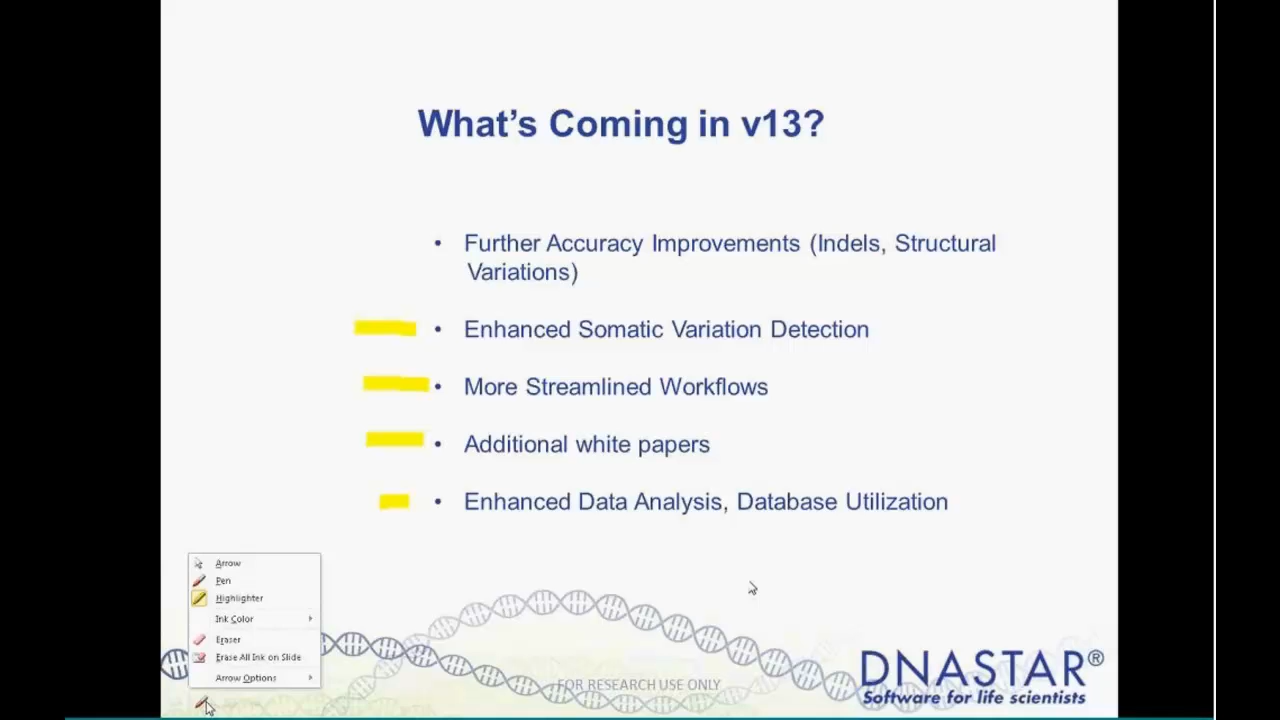 What's Coming in v13?
• Further Accuracy Improvements (Indels, Structural
Variations)
• Enhanced Somatic Variation Detection
• More Streamlined Workflows
• Additional white papers
• Enhanced Data Analysis, Database Utilization
Arrow
Pen
Highlighter
Ink Color
Eraser
Erase All Ink on Slide
Arrow Options
FOR RESEARCH USE ONLY
DNASTAR®
Software for life scientists